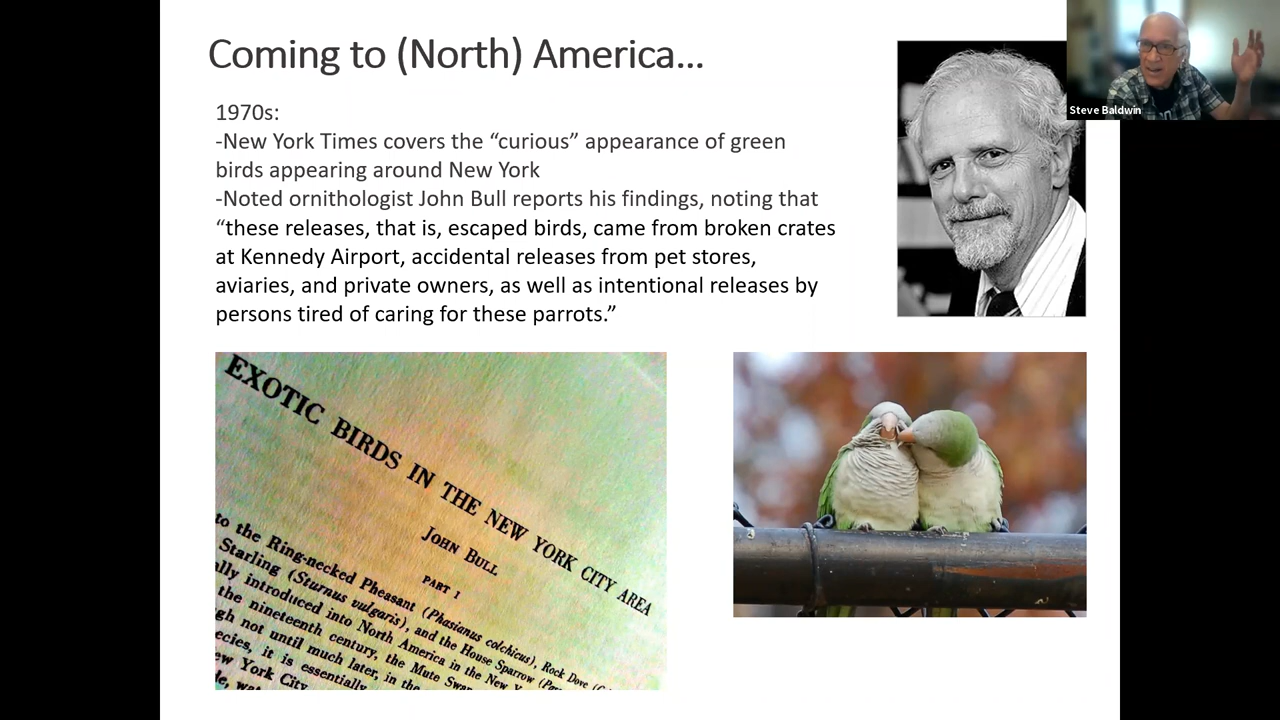 Coming to (North) America...
1970s:
-New York Times covers the “curious” appearance of green
birds appearing around New York
-Noted ornithologist John Bull reports his findings, noting that
“these releases, that is, escaped birds, came from broken crates
at Kennedy Airport, accidental releases from pet stores,
aviaries, and private owners, as well as intentional releases by
persons tired of caring for these parrots.”
Steve Baldwin
EXOTIC BIRDS IN THE NEW YORK CITY AREA
JOHN BULL
PART I
to the Ring-necked Pheasant (Phasianus colchicus), Rock Dove
Starling (Sturnus vulgaris), and the House Sparrow
introduced into North America in the New
the nineteenth century, the Mute
not until much later, in the
it is essentially
York City